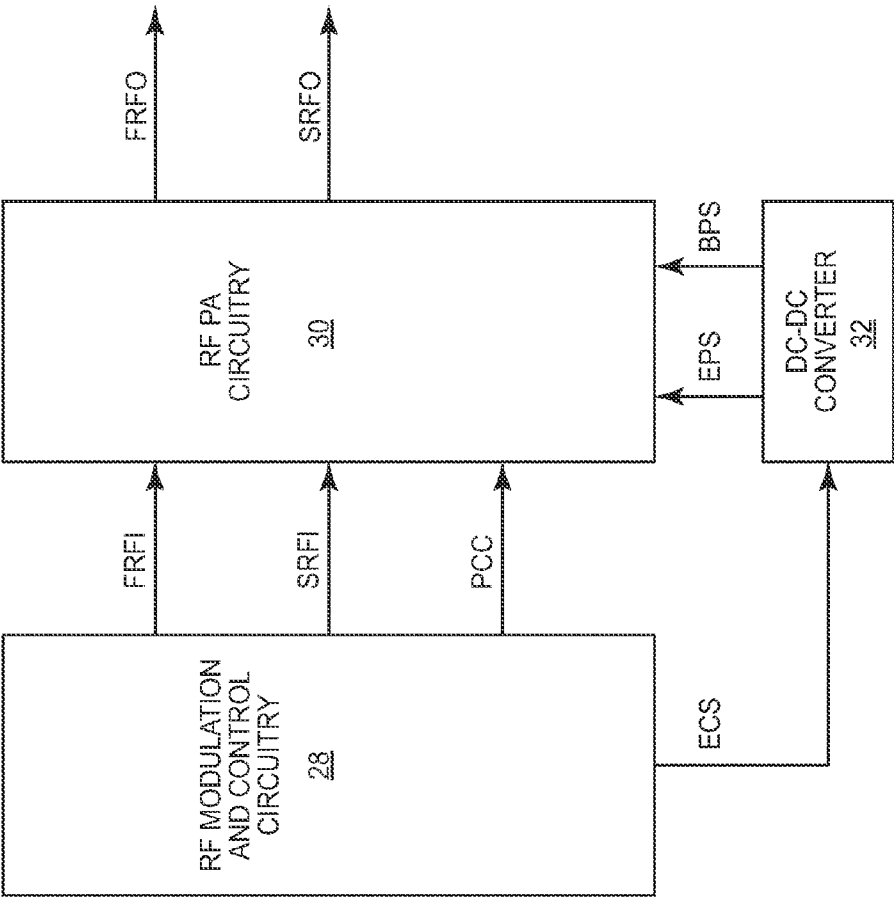 RF MODULATION
AND CONTROL
CIRCUITRY
28
FRFI
SRFI
PCC
ECS
RF PA
CIRCUITRY
30
EPS
BPS
DC-DC
CONVERTER
32
FRFO
SRFO